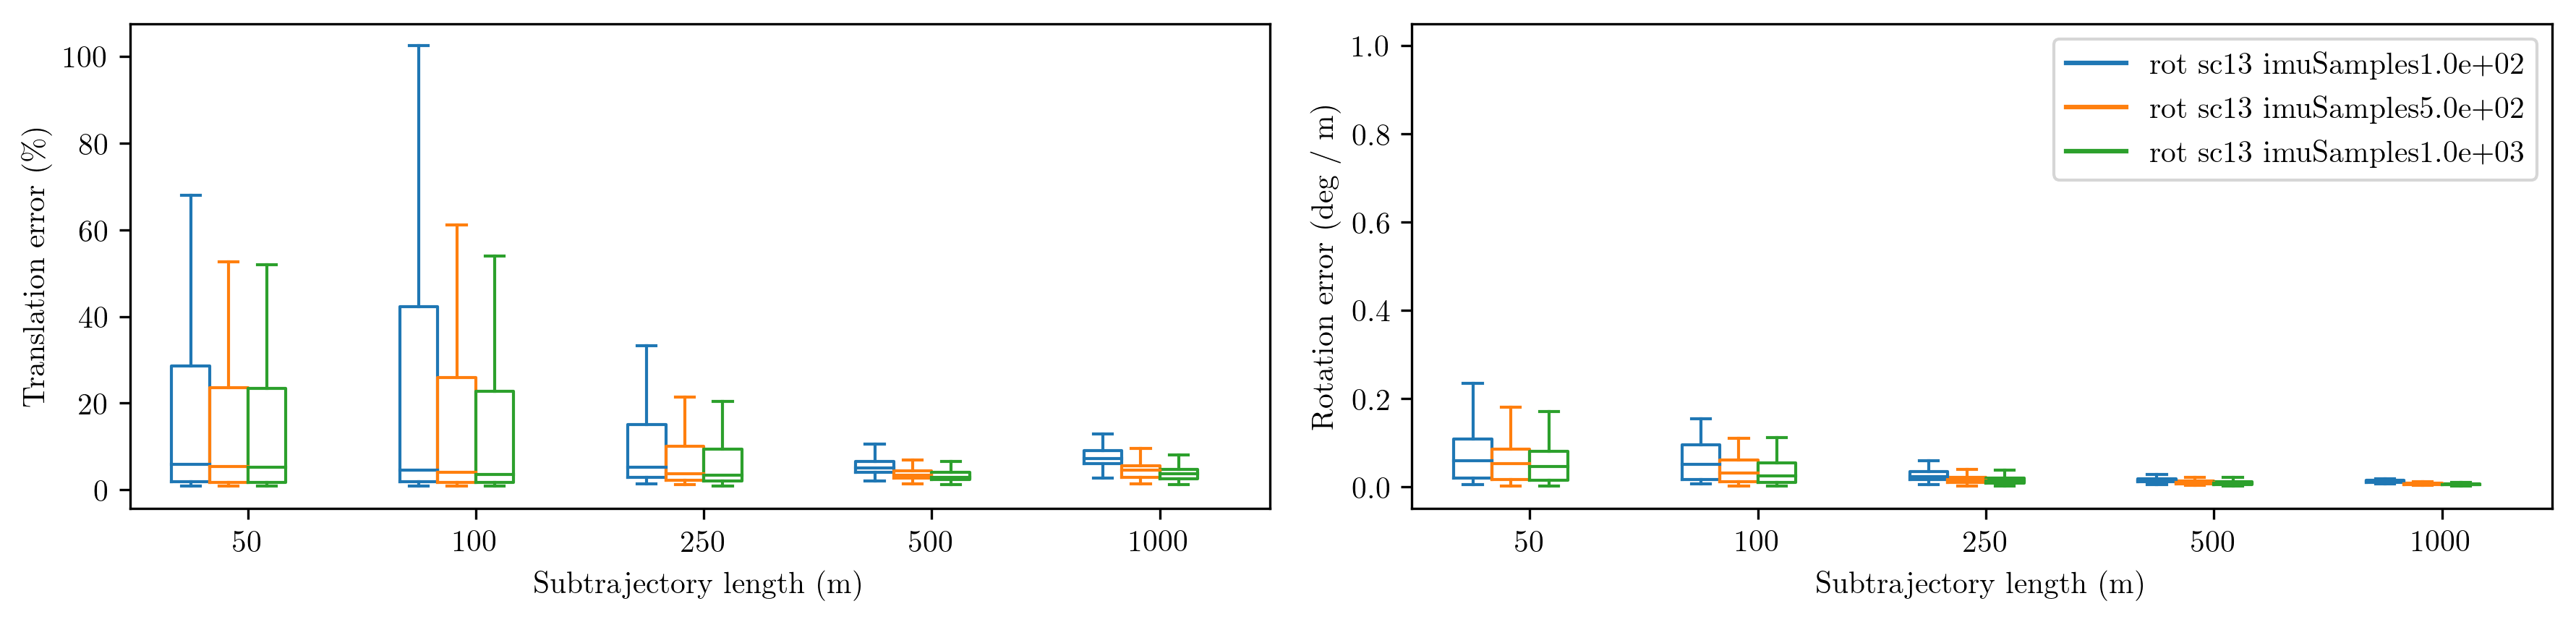 100
80
60
40
20
0
Translation error (%)
50 100 250 500 1000
Subtrajectory length (m)
1.0
0.8
0.6
0.4
0.2
0.0
Rotation error (deg / m)
rot sc13 imuSamples1.0e+02
rot sc13 imuSamples5.0e+02
rot sc13 imuSamples1.0e+03
50 100 250 500 1000
Subtrajectory length (m)